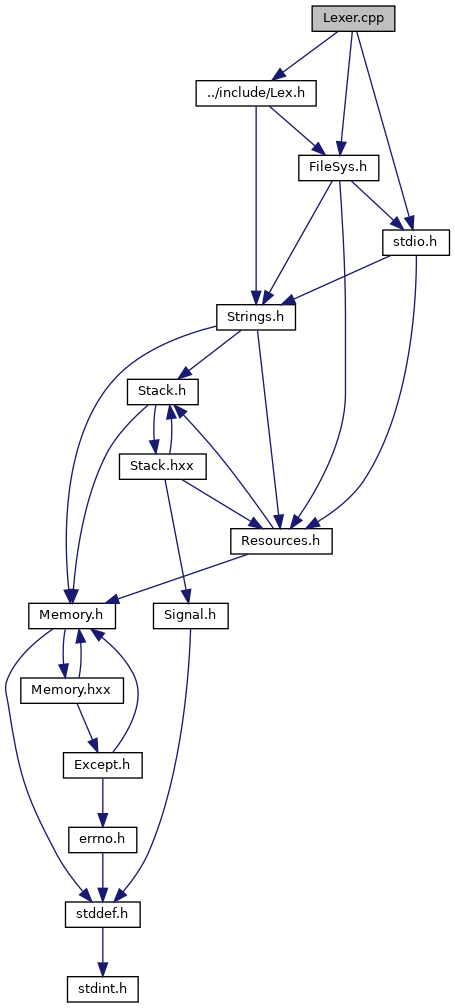 Lexer.cpp
../include/Lex.h
FileSys.h
stdio.h
Strings.h
Stack.h
Stack.hxx
Resources.h
Memory.h
Signal.h
Memory.hxx
Except.h
errno.h
stddef.h
stdint.h